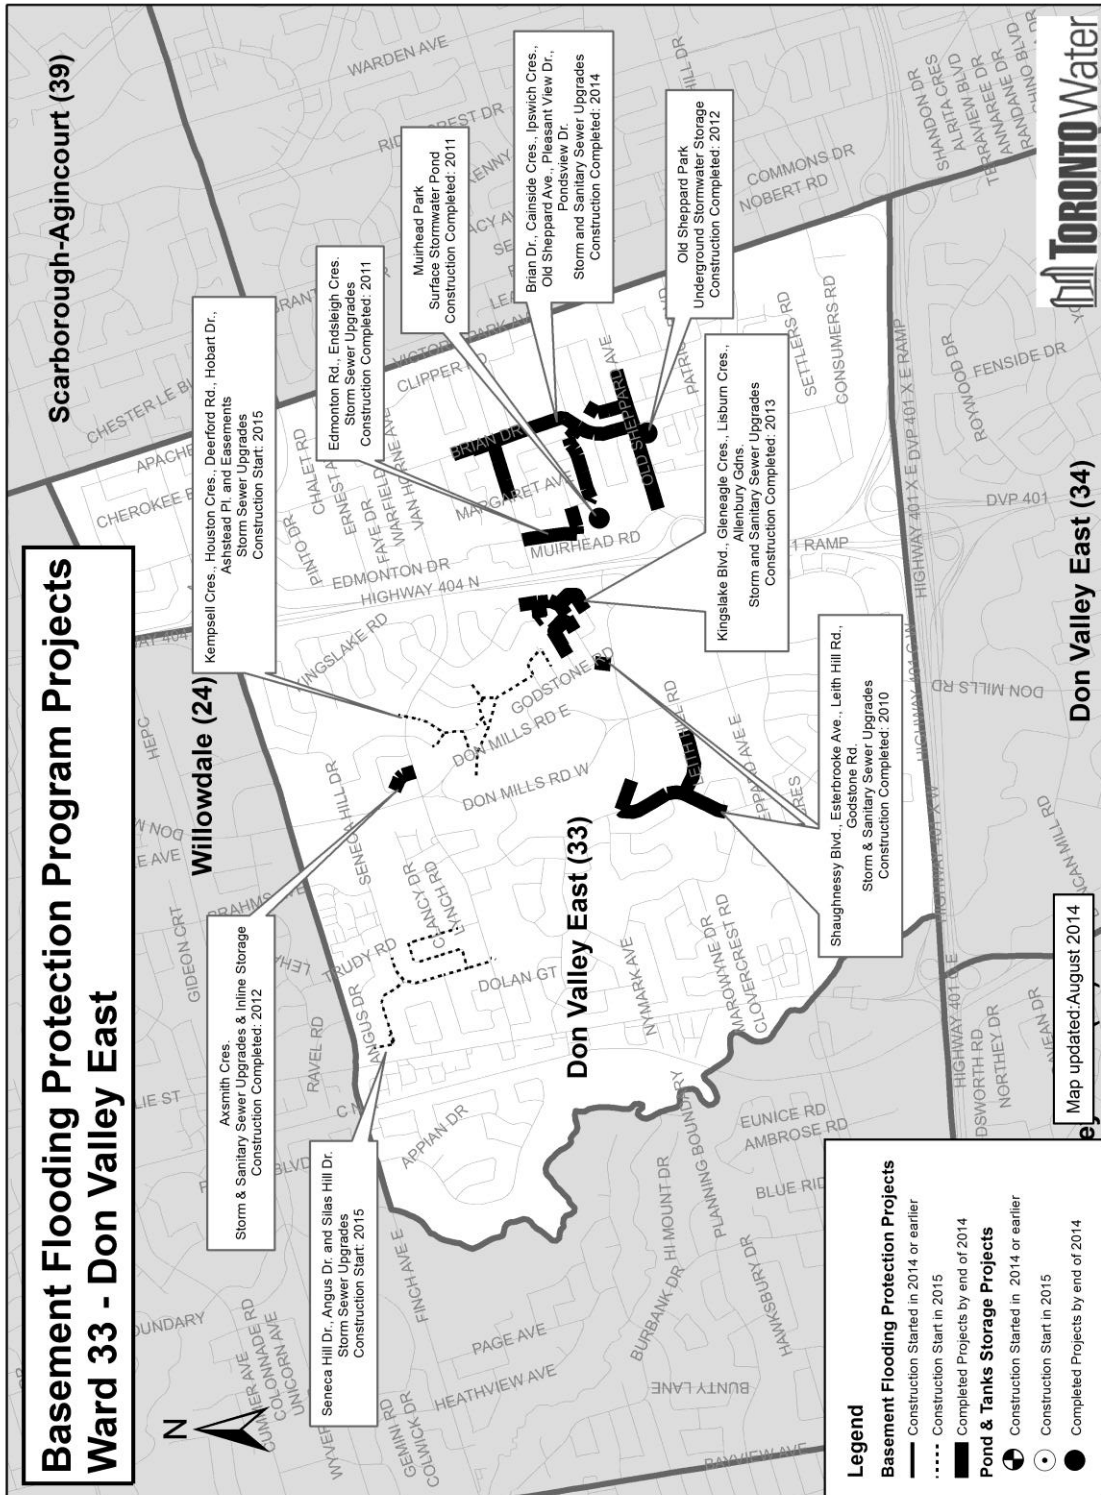 Basement Flooding Protection Program Projects
Ward 33 - Don Valley East
N
Scarborough-Agincourt (39)
Willowdale (24)
Don Valley East (33)
Don Valley East (34)
Kempsell Cres., Houston Cres., Deerford Rd., Hobart Dr.,
Ashstead Pl. and Easements
Storm Sewer Upgrades
Construction Start: 2015
Edmonton Rd., Endsleigh Cres.
Storm Sewer Upgrades
Construction Completed: 2011
Muirhead Park
Surface Stormwater Pond
Construction Completed: 2011
Brian Dr., Cainside Cres., Ipswich Cres.,
Old Sheppard Ave., Pleasant View Dr.,
Pondsview Dr.
Storm and Sanitary Sewer Upgrades
Construction Completed: 2014
Old Sheppard Park
Underground Stormwater Storage
Construction Completed: 2012
Kingslake Blvd., Gleneagle Cres., Lisburn Cres.,
Allenbury Gdns.
Storm and Sanitary Sewer Upgrades
Construction Completed: 2013
Shaughnessy Blvd., Esterbrooke Ave., Leith Hill Rd.,
Godstone Rd.
Storm & Sanitary Sewer Upgrades
Construction Completed: 2010
Axsmith Cres.
Storm & Sanitary Sewer Upgrades & Inline Storage
Construction Completed: 2012
Seneca Hill Dr., Angus Dr. and Silas Hill Dr.
Storm Sewer Upgrades
Construction Start: 2015
WARDEN AVE
CHALET RD
PINTO DR
FAYE DR
WARFIELD
VAN HORNE AVE
EDMONTON DR
HIGHWAY 404 N
MARGARET AVE
BRIAN DR
MUIRHEAD RD
OLD SHEPPARD AVE
SETTLERS RD
CONSUMERS RD
COMMONS DR
NOBERT RD
SHANDON DR
ALRITA CRES
TERRAVIEW BLVD
ANNAREE DR
RANDANE DR
ROYWOOD DR
FENSIDE DR
DVP 401
HIGHWAY 401 X E RAMP
HIGHWAY 401 X E
DVP 401 X E RAMP
KINGSLAKE RD
GODSTONE RD
DON MILLS RD E
DON MILLS RD W
DON MILLS RD
SENECA HILL DR
CLANCY DR
LYNCH RD
TRUDY RD
ANGUS DR
DOLAN GT
APPIAN DR
NYMARK AVE
MAROWYNE DR
CLOVERCREST RD
HEPC
GIDEON CRT
RAVEL RD
FINCH AVE E
PAGE AVE
HEATHVIEW AVE
GEMINI RD
COLWICK DR
CUMMER AVE
COLONNADE RD
UNICORN AVE
BURBANK DR
HI MOUNT DR
PLANNING BOUNDARY
HAWKSBURY DR
BUNTY LANE
BAYVIEW AVE
EUNICE RD
AMBROSE RD
NORTHEY DR
Legend
Basement Flooding Protection Projects
Construction Started in 2014 or earlier
Construction Start in 2015
Completed Projects by end of 2014
Pond & Tanks Storage Projects
Construction Started in 2014 or earlier
Construction Start in 2015
Completed Projects by end of 2014
Map updated:August 2014
TORONTO Water